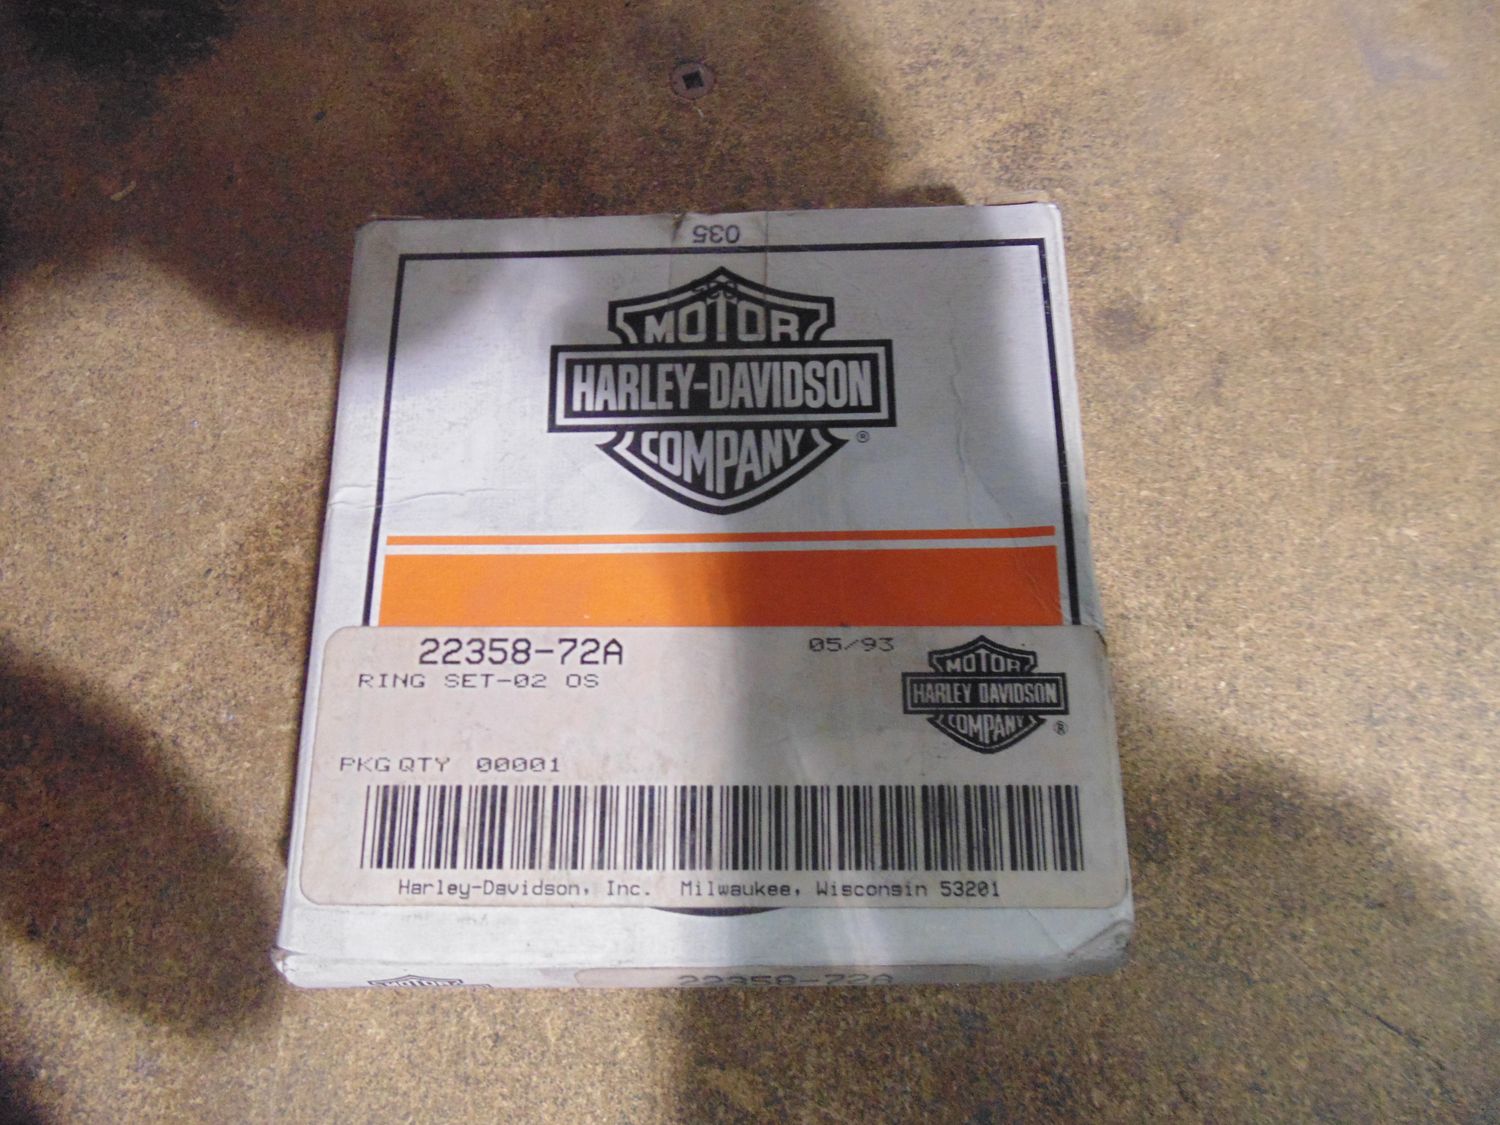 035
MOTOR
HARLEY-DAVIDSON
COMPANY
®
22358-72A
05/93
RING SET-02 OS
MOTOR
HARLEY DAVIDSON
COMPANY
®
PKG QTY 00001
Harley-Davidson, Inc. Milwaukee, Wisconsin 53201
MOTOR
22358-72A